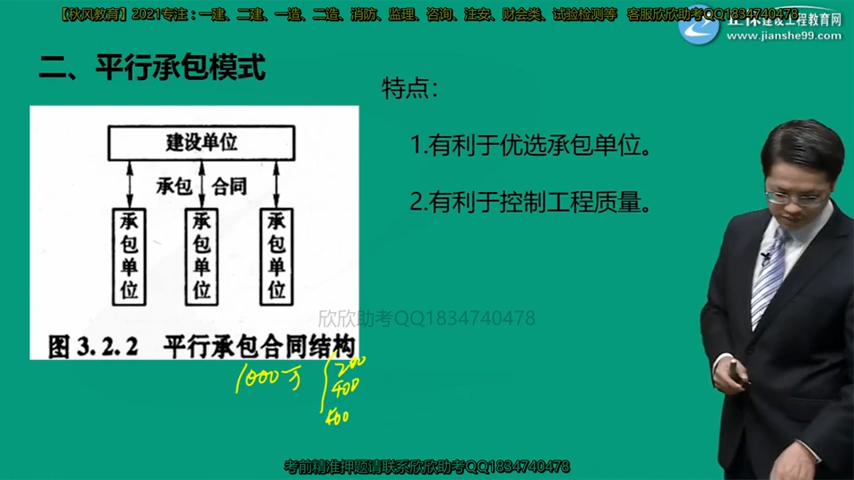 【秋风教育】2021专注:一建、二建、一造、二造、消防、监理、咨询、注安、财会类、试验检测等 客服欣欣助考QQ1834740478
建设工程教育网
www.jianshe99.com
二、平行承包模式
特点:
1.有利于优选承包单位。
2.有利于控制工程质量。
建设单位
承包 合同
承包单位 承包单位 承包单位
图 3.2.2 平行承包合同结构
欣欣助考QQ1834740478
1000万
200
400
400
考前精准押题请联系欣欣助考QQ1834740478